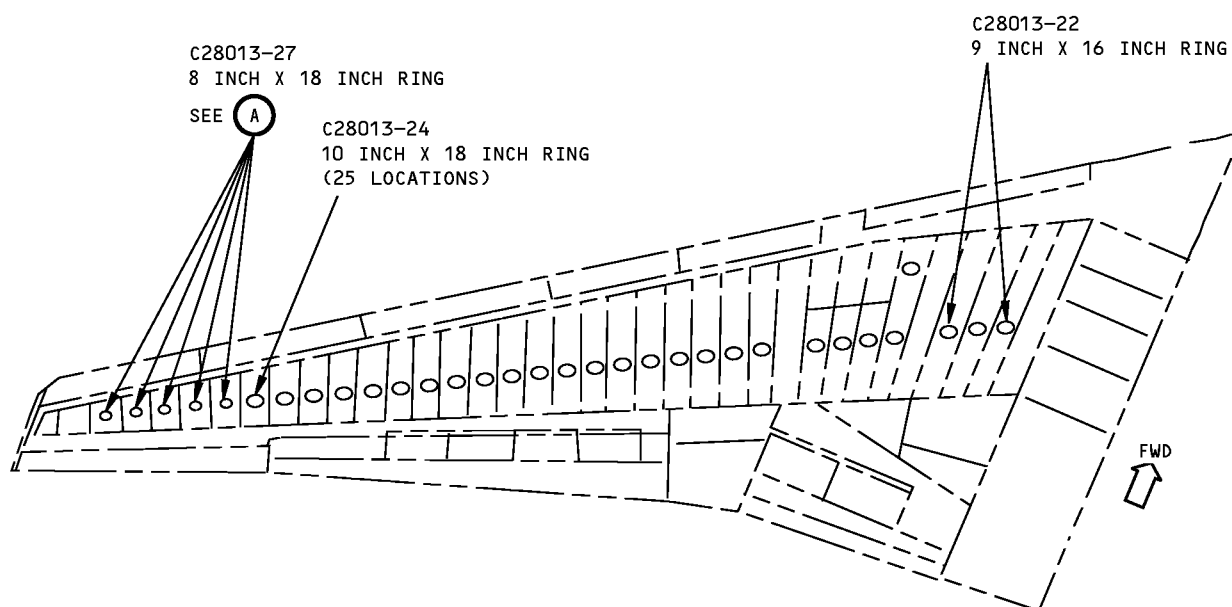 C28013-27
8 INCH X 18 INCH RING
SEE A
C28013-24
10 INCH X 18 INCH RING
(25 LOCATIONS)
C28013-22
9 INCH X 16 INCH RING
FWD